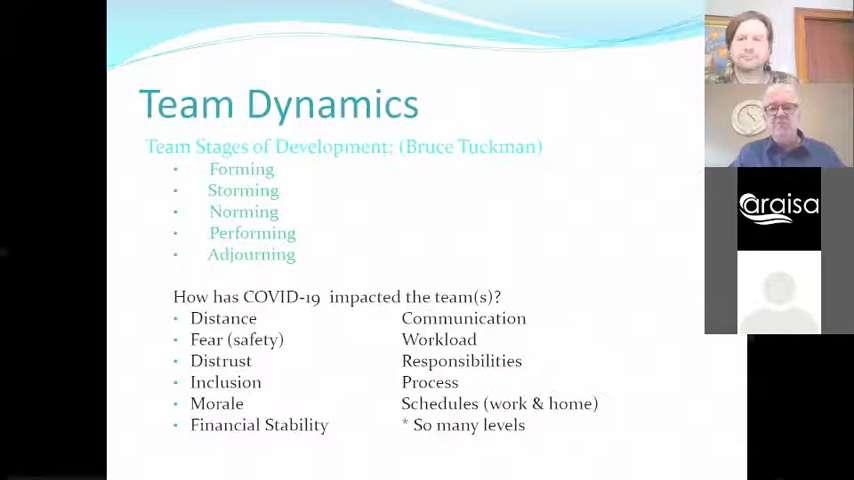 Team Dynamics
Team Stages of Development: (Bruce Tuckman)
• Forming
• Storming
• Norming
• Performing
• Adjourning
How has COVID-19 impacted the team(s)?
• Distance Communication
• Fear (safety) Workload
• Distrust Responsibilities
• Inclusion Process
• Morale Schedules (work & home)
• Financial Stability * So many levels
araisa